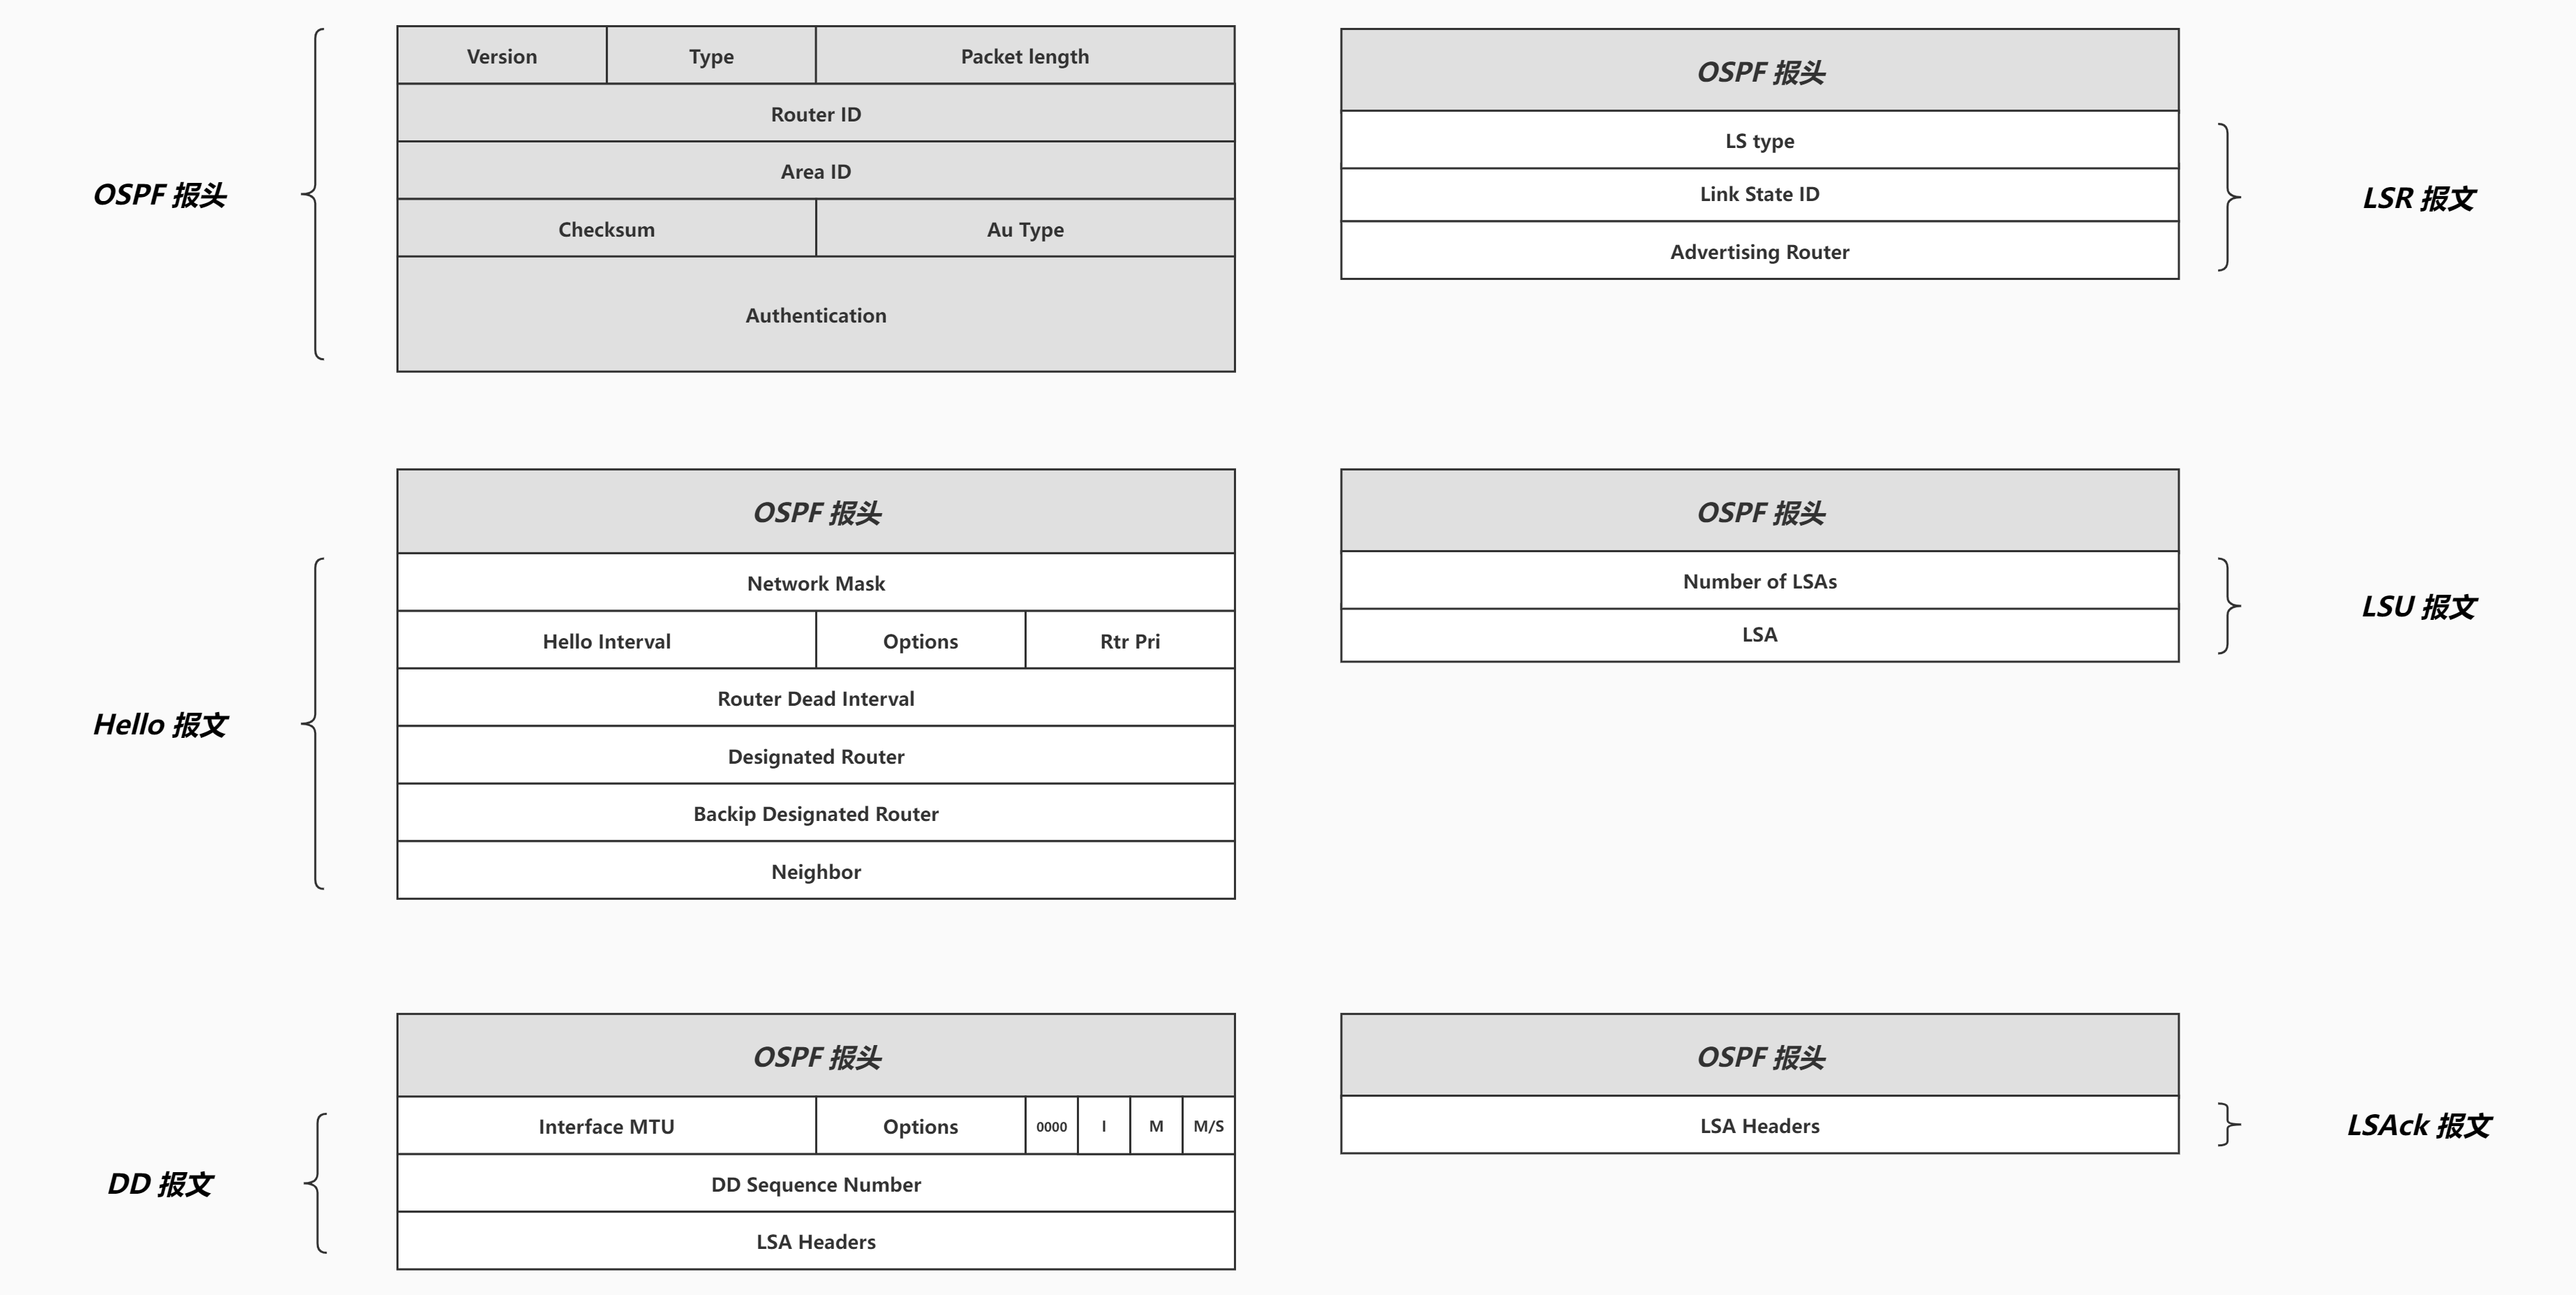 OSPF 报头
Version Type Packet length
Router ID
Area ID
Checksum Au Type
Authentication
OSPF 报头
LS type
Link State ID
Advertising Router
LSR 报文
Hello 报文
OSPF 报头
Network Mask
Hello Interval Options Rtr Pri
Router Dead Interval
Designated Router
Backip Designated Router
Neighbor
OSPF 报头
Number of LSAs
LSA
LSU 报文
DD 报文
OSPF 报头
Interface MTU Options 0000 I M M/S
DD Sequence Number
LSA Headers
OSPF 报头
LSA Headers
LSAck 报文